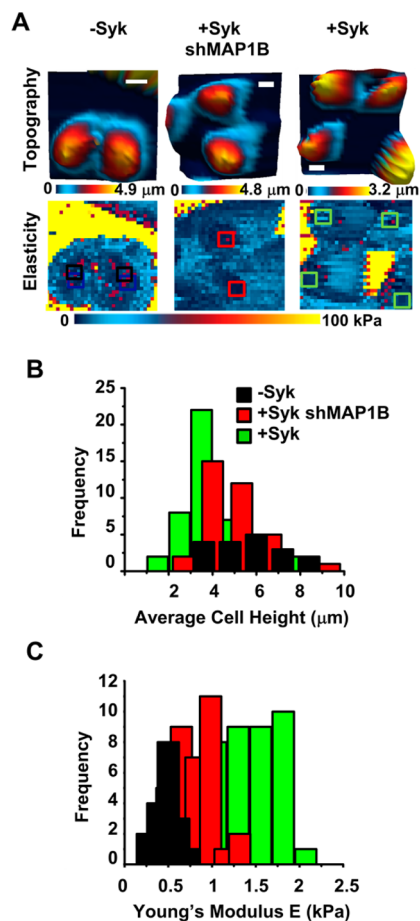 A
-Syk
+Syk
shMAP1B
+Syk
Topography
0 4.9 μm
0 4.8 μm
0 3.2 μm
Elasticity
0 100 kPa
B
25
20
15
10
5
0
Frequency
-Syk
+Syk shMAP1B
+Syk
2 4 6 8 10
Average Cell Height (μm)
C
12
10
8
6
4
2
0
Frequency
0 0.5 1 1.5 2 2.5
Young's Modulus E (kPa)